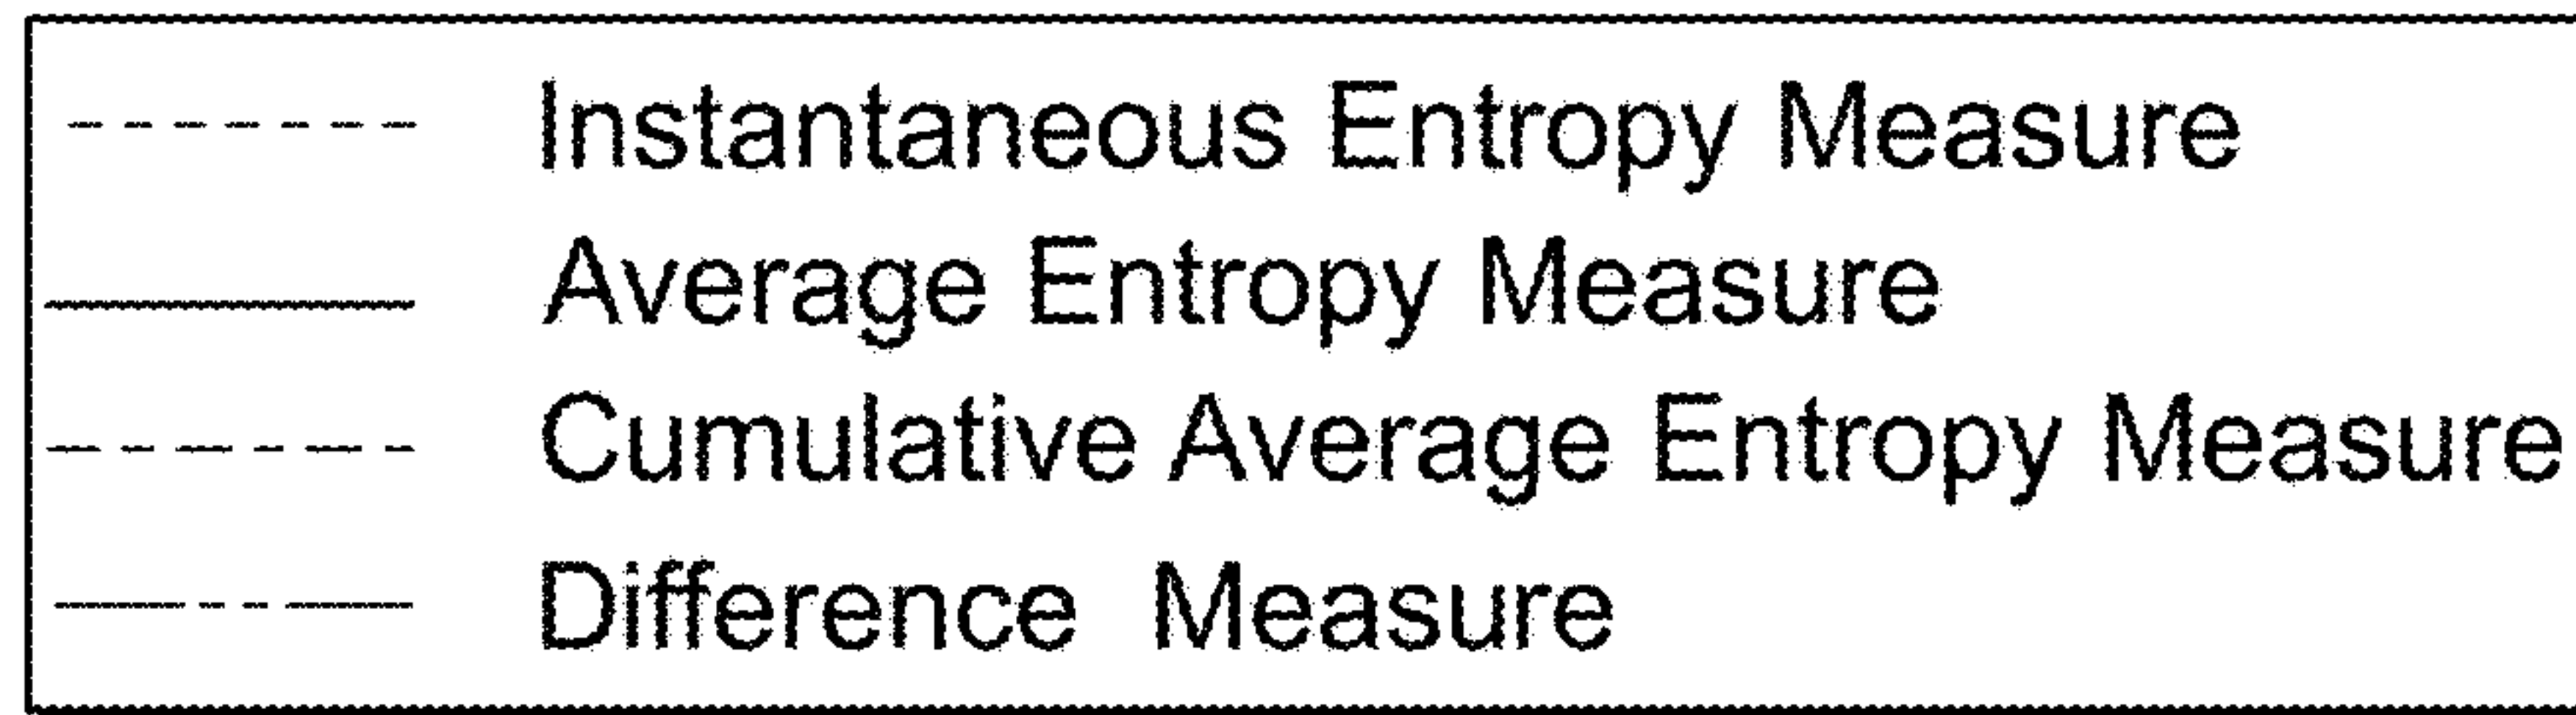 Instantaneous Entropy Measure
Average Entropy Measure
Cumulative Average Entropy Measure
Difference Measure